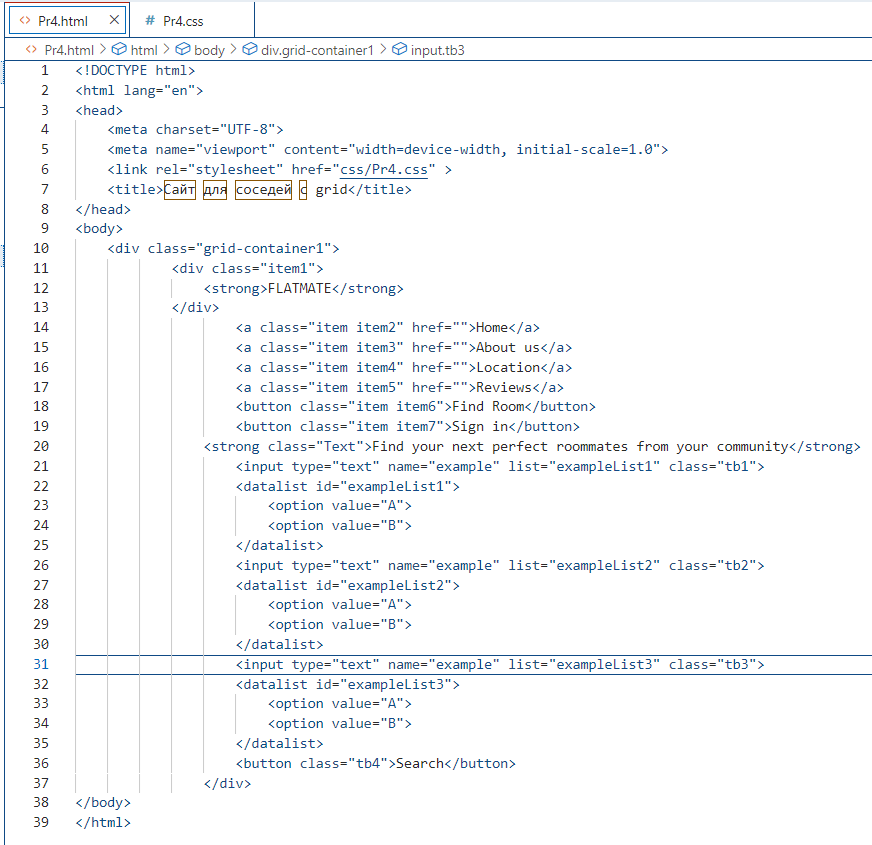 Pr4.html
Pr4.css
Pr4.html > html > body > div.grid-container1 > input.tb3
1 <!DOCTYPE html>
2 <html lang="en">
3 <head>
4 <meta charset="UTF-8">
5 <meta name="viewport" content="width=device-width, initial-scale=1.0">
6 <link rel="stylesheet" href="css/Pr4.css" >
7 <title>Сайт для соседей с grid</title>
8 </head>
9 <body>
10 <div class="grid-container1">
11 <div class="item1">
12 <strong>FLATMATE</strong>
13 </div>
14 <a class="item item2" href="">Home</a>
15 <a class="item item3" href="">About us</a>
16 <a class="item item4" href="">Location</a>
17 <a class="item item5" href="">Reviews</a>
18 <button class="item item6">Find Room</button>
19 <button class="item item7">Sign in</button>
20 <strong class="Text">Find your next perfect roommates from your community</strong>
21 <input type="text" name="example" list="exampleList1" class="tb1">
22 <datalist id="exampleList1">
23 <option value="A">
24 <option value="B">
25 </datalist>
26 <input type="text" name="example" list="exampleList2" class="tb2">
27 <datalist id="exampleList2">
28 <option value="A">
29 <option value="B">
30 </datalist>
31 <input type="text" name="example" list="exampleList3" class="tb3">
32 <datalist id="exampleList3">
33 <option value="A">
34 <option value="B">
35 </datalist>
36 <button class="tb4">Search</button>
37 </div>
38 </body>
39 </html>